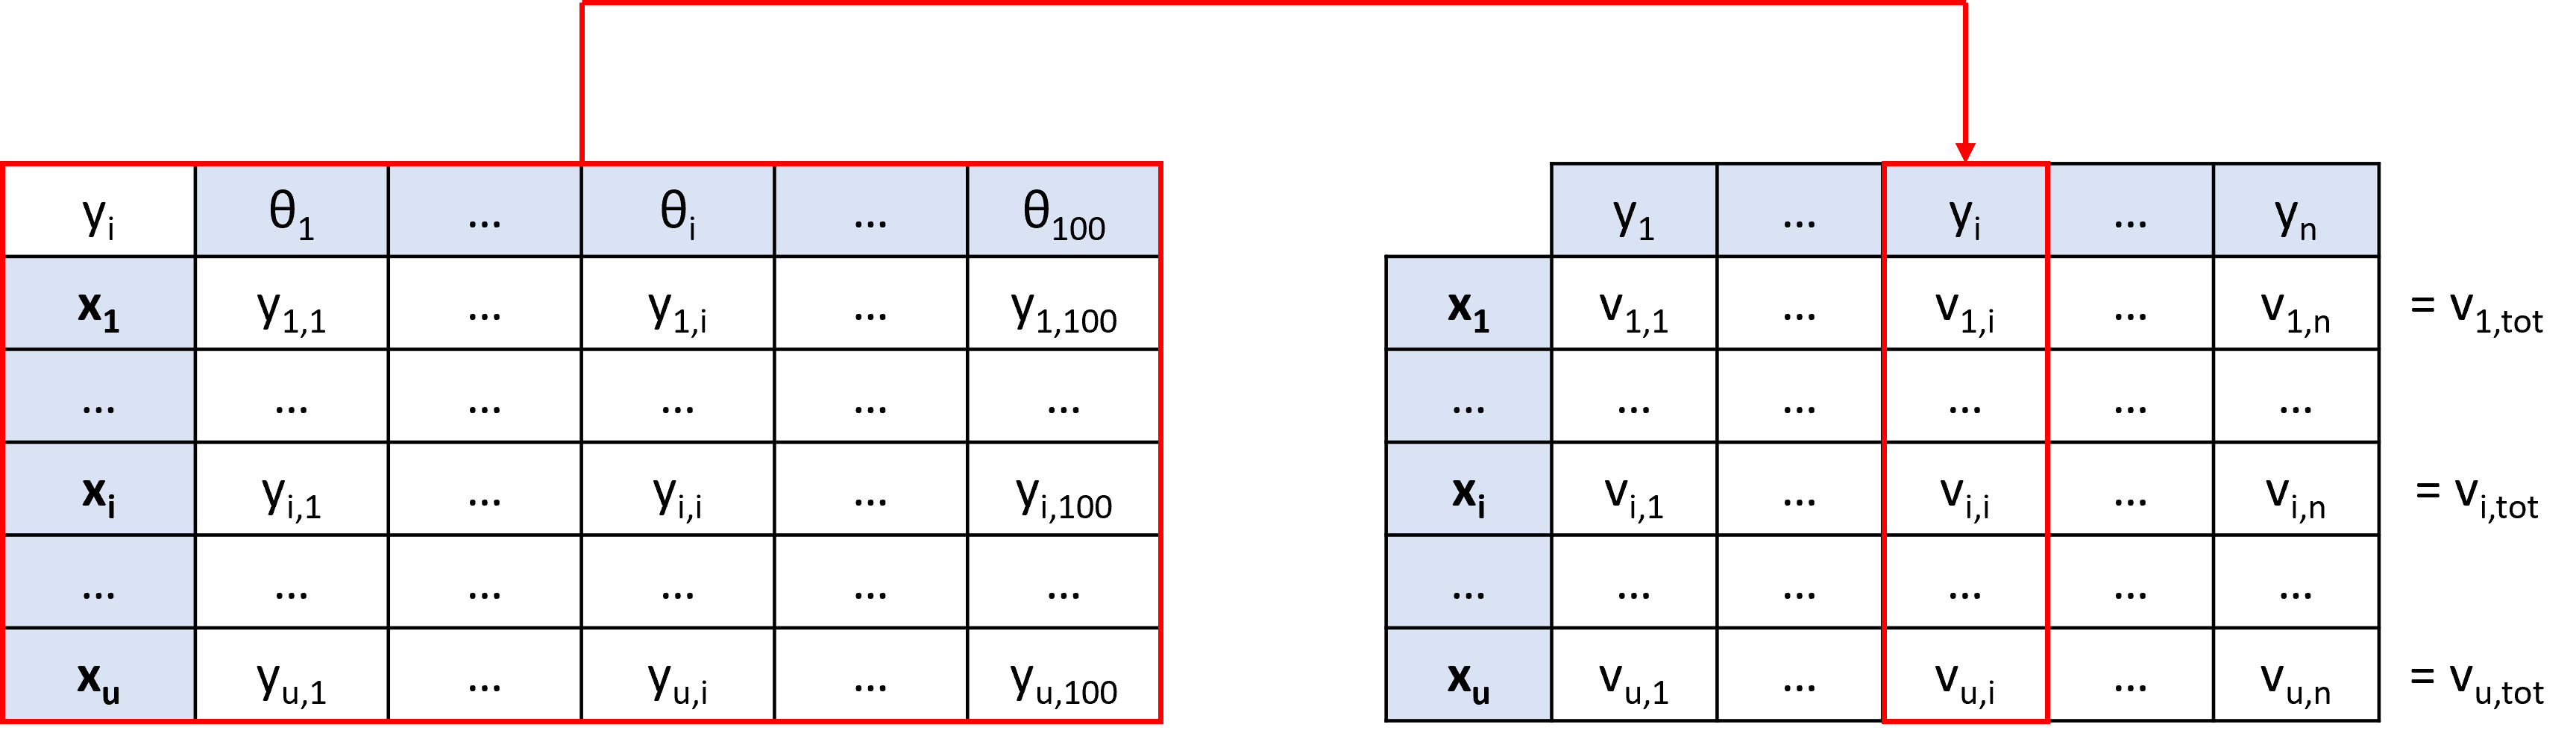 yi θ1 ... θi ... θ100
x1 y1,1 ... y1,i ... y1,100
... ... ... ... ... ...
xi yi,1 ... yi,i ... yi,100
... ... ... ... ... ...
xu yu,1 ... yu,i ... yu,100
y1 ... yi ... yn
x1 v1,1 ... v1,i ... v1,n = v1,tot
... ... ... ... ... ...
xi vi,1 ... vi,i ... vi,n = vi,tot
... ... ... ... ... ...
xu vu,1 ... vu,i ... vu,n = vu,tot